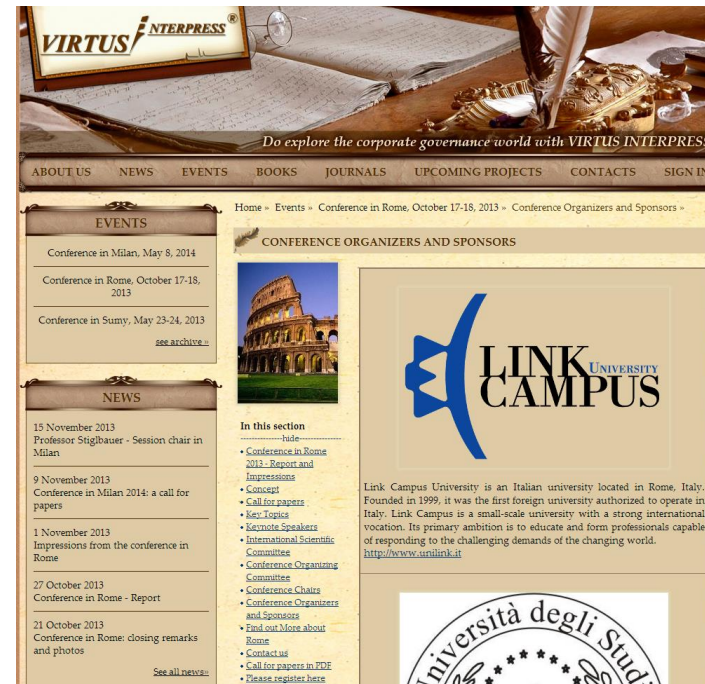 VIRTUS INTERPRESS®
Do explore the corporate governance world with VIRTUS INTERPRES
ABOUT US NEWS EVENTS BOOKS JOURNALS UPCOMING PROJECTS CONTACTS SIGN IN
Home » Events » Conference in Rome, October 17-18, 2013 » Conference Organizers and Sponsors »
EVENTS
Conference in Milan, May 8, 2014
Conference in Rome, October 17-18,
2013
Conference in Sumy, May 23-24, 2013
see archive »
NEWS
15 November 2013
Professor Stiglbauer - Session chair in
Milan
9 November 2013
Conference in Milan 2014: a call for
papers
1 November 2013
Impressions from the conference in
Rome
27 October 2013
Conference in Rome - Report
21 October 2013
Conference in Rome: closing remarks
and photos
See all news»
CONFERENCE ORGANIZERS AND SPONSORS
In this section
---------------hide---------------
• Conference in Rome
2013 - Report and
Impressions
• Concept
• Call for papers
• Key Topics
• Keynote Speakers
• International Scientific
Committee
• Conference Organizing
Committee
• Conference Chairs
• Conference Organizers
and Sponsors
• Find out More about
Rome
• Contact us
• Call for papers in PDF
• Please register here
LINK UNIVERSITY
CAMPUS
Link Campus University is an Italian university located in Rome, Italy.
Founded in 1999, it was the first foreign university authorized to operate in
Italy. Link Campus is a small-scale university with a strong international
vocation. Its primary ambition is to educate and form professionals capable
of responding to the challenging demands of the changing world.
http://www.unilink.it
Università degli Studi